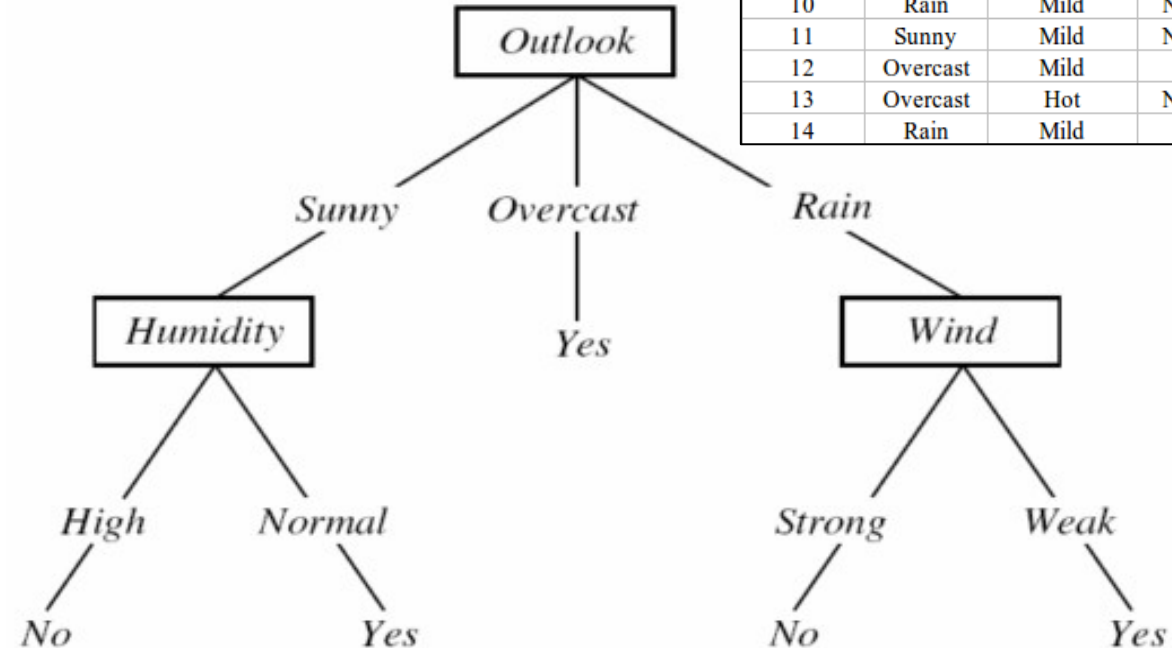 Outlook
10 Rain Mild N
11 Sunny Mild N
12 Overcast Mild
13 Overcast Hot N
14 Rain Mild
Sunny Overcast Rain
Humidity Yes Wind
High Normal Strong Weak
No Yes No Yes